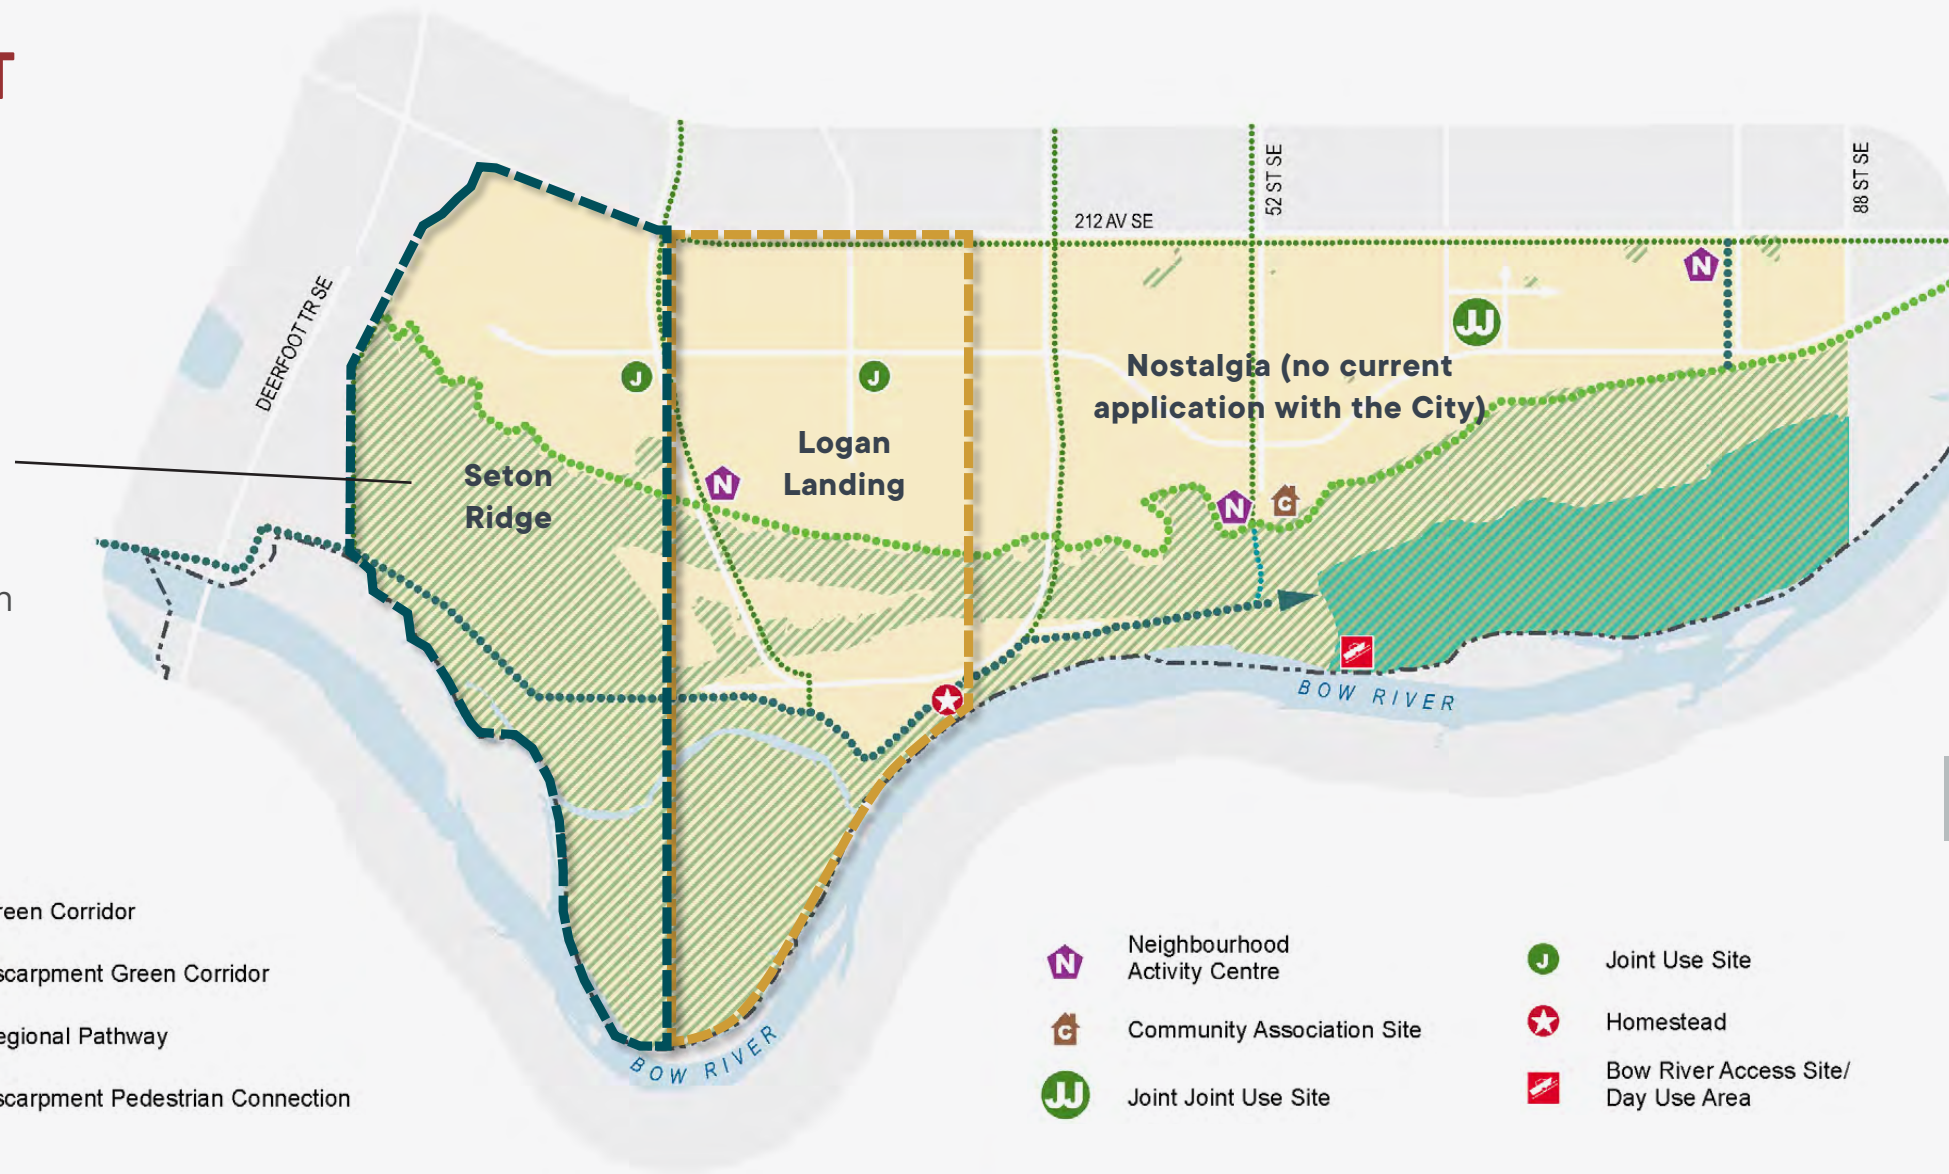 T
212 AV SE
52 ST SE
88 ST SE
DEERFOOT TR SE
N
JJ
J
J
Nostalgia (no current
application with the City)
Logan
Landing
Seton
Ridge
N
N
C
n
BOW RIVER
BOW RIVER
reen Corridor
scarpment Green Corridor
egional Pathway
scarpment Pedestrian Connection
N Neighbourhood
Activity Centre
C Community Association Site
JJ Joint Joint Use Site
J Joint Use Site
Homestead
Bow River Access Site/
Day Use Area